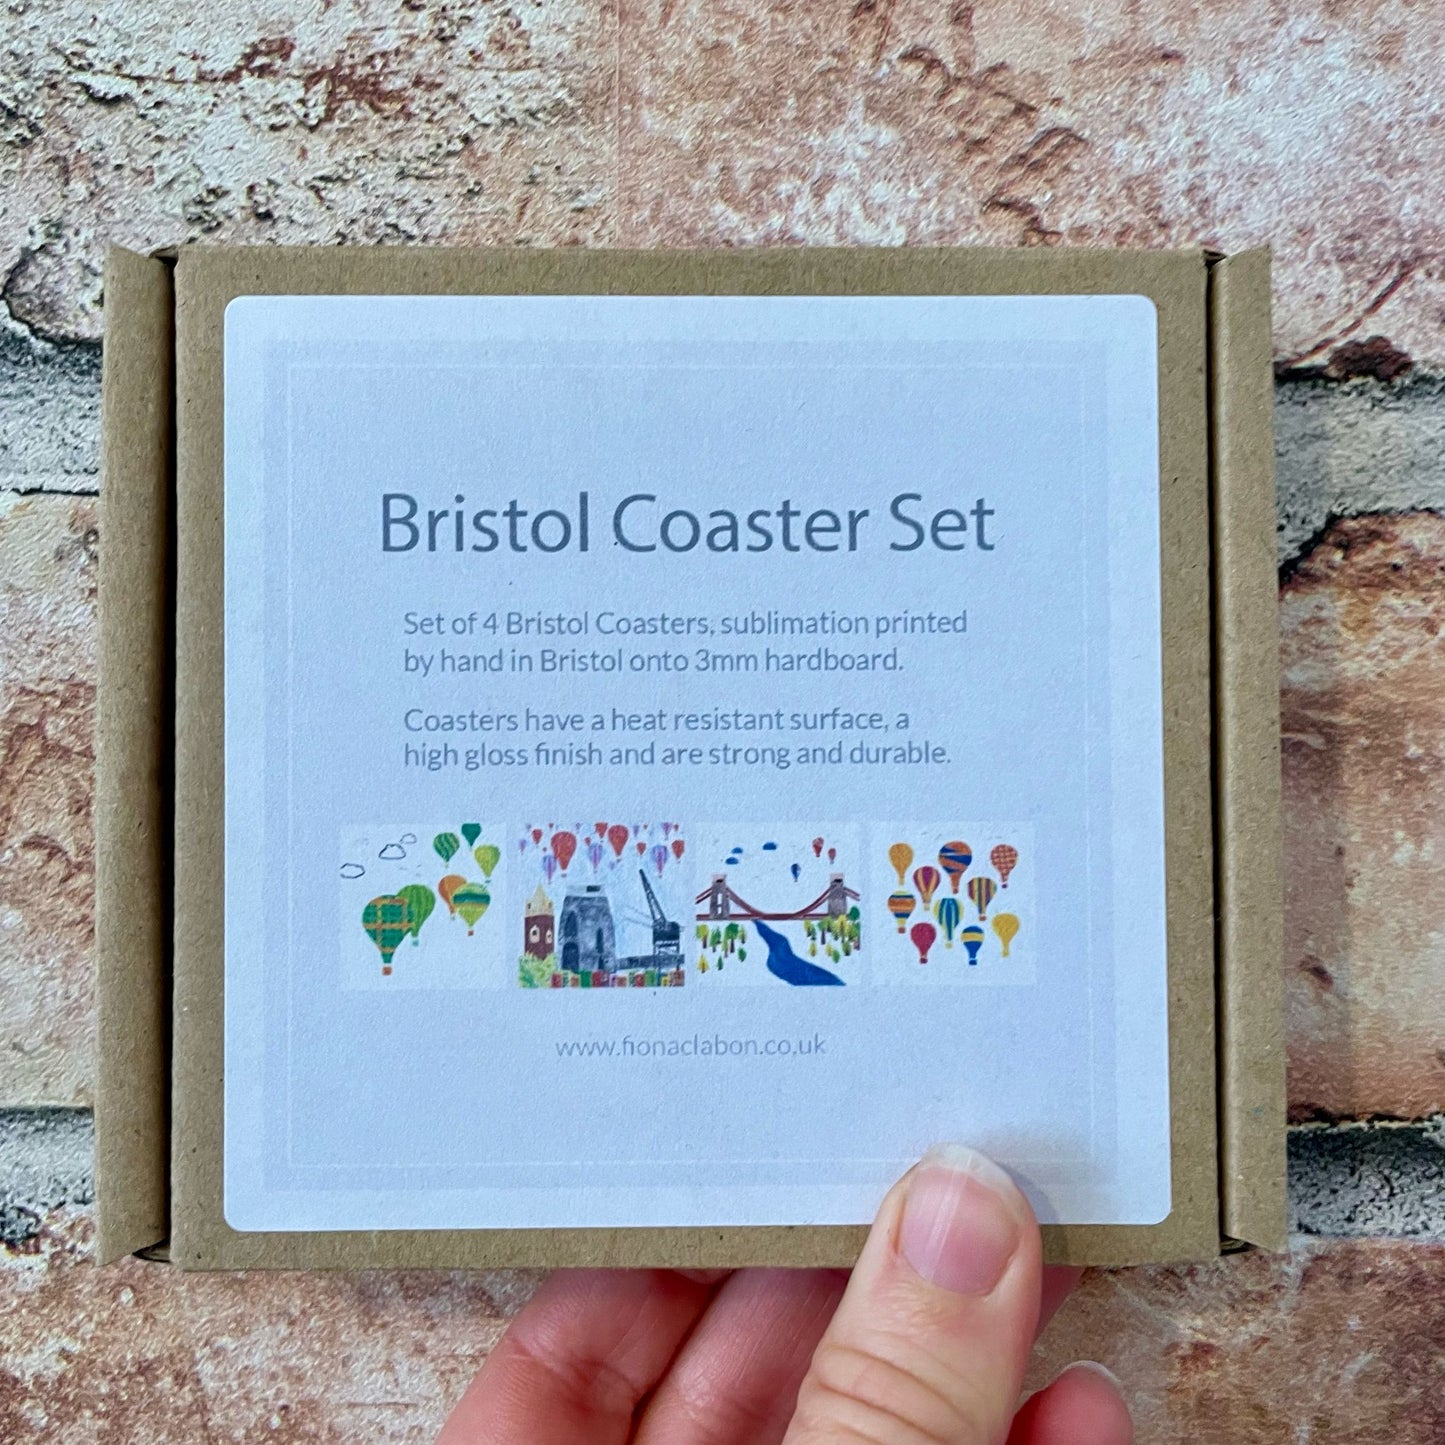 Bristol Coaster Set
Set of 4 Bristol Coasters, sublimation printed
by hand in Bristol onto 3mm hardboard.
Coasters have a heat resistant surface, a
high gloss finish and are strong and durable.
www.fionaclabon.co.uk